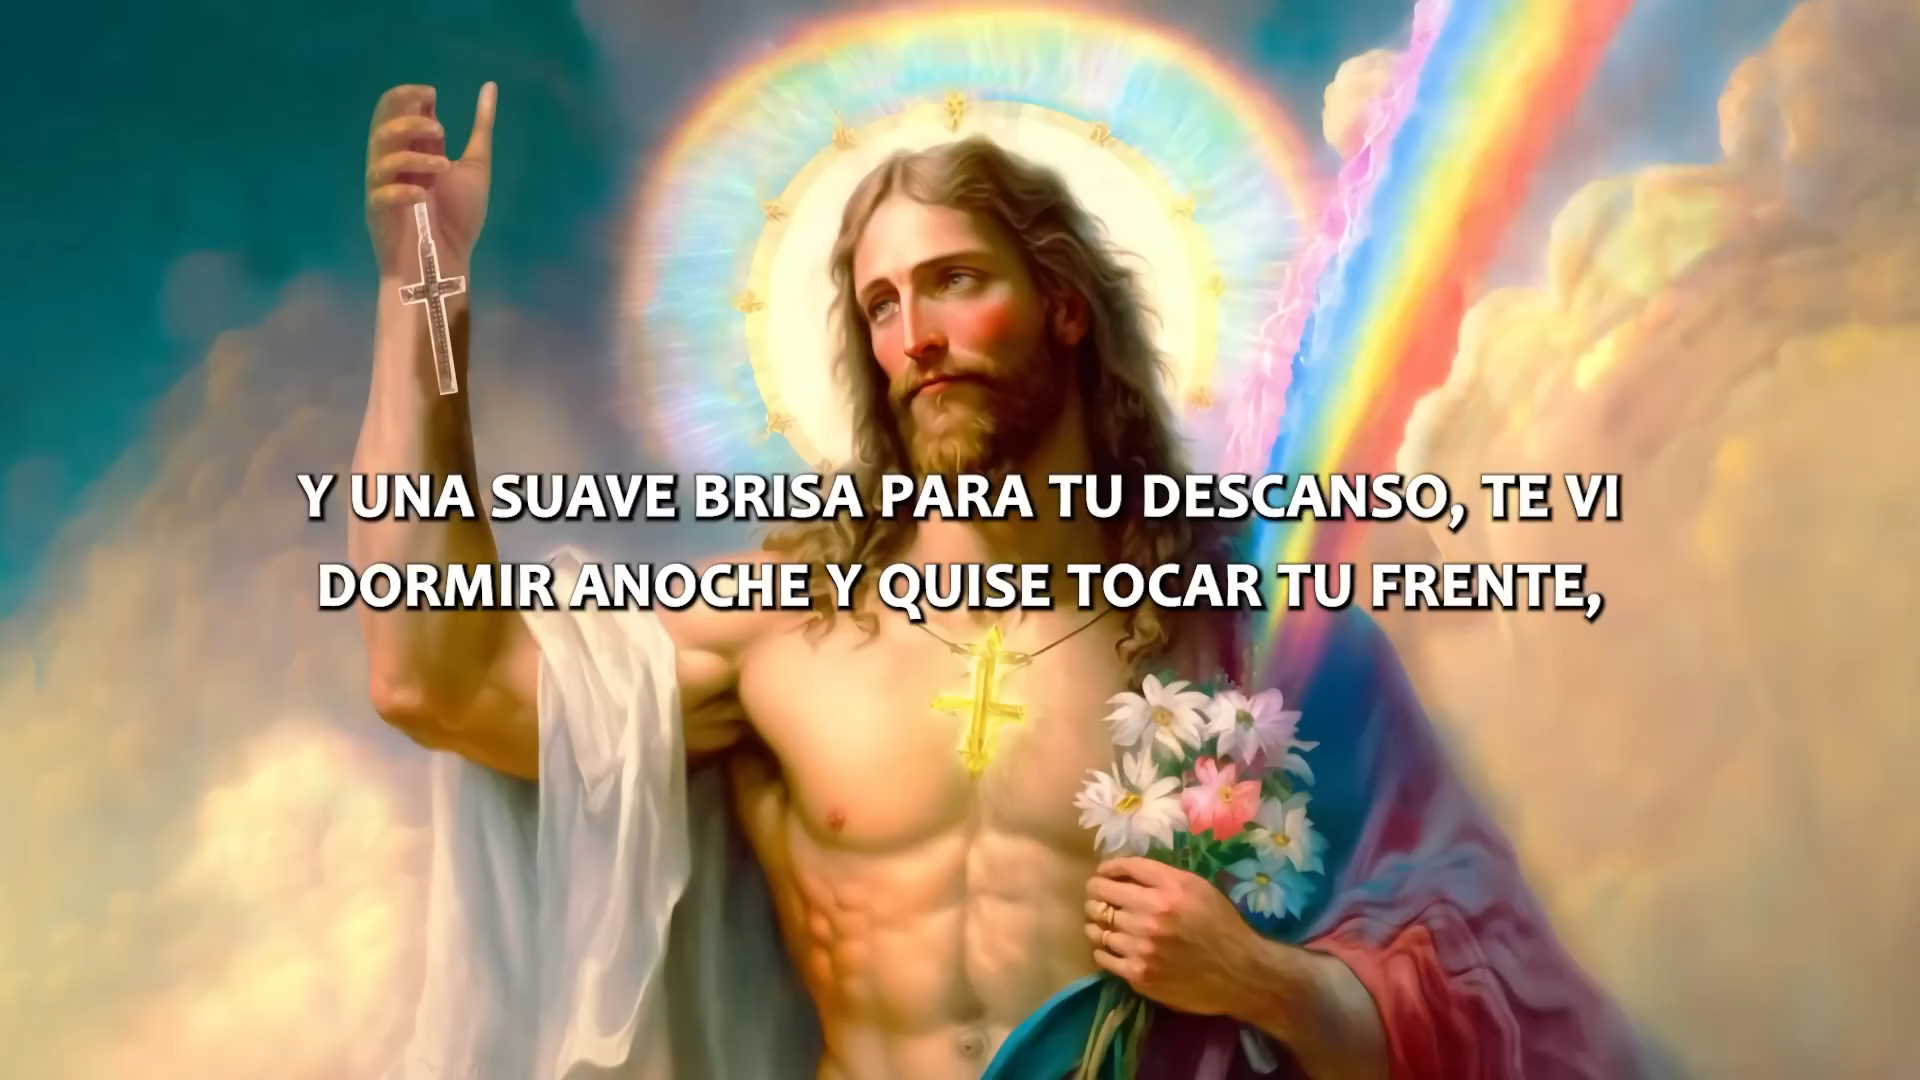 Y UNA SUAVE BRISA PARA TU DESCANSO, TE VI
DORMIR ANOCHE Y QUISE TOCAR TU FRENTE,